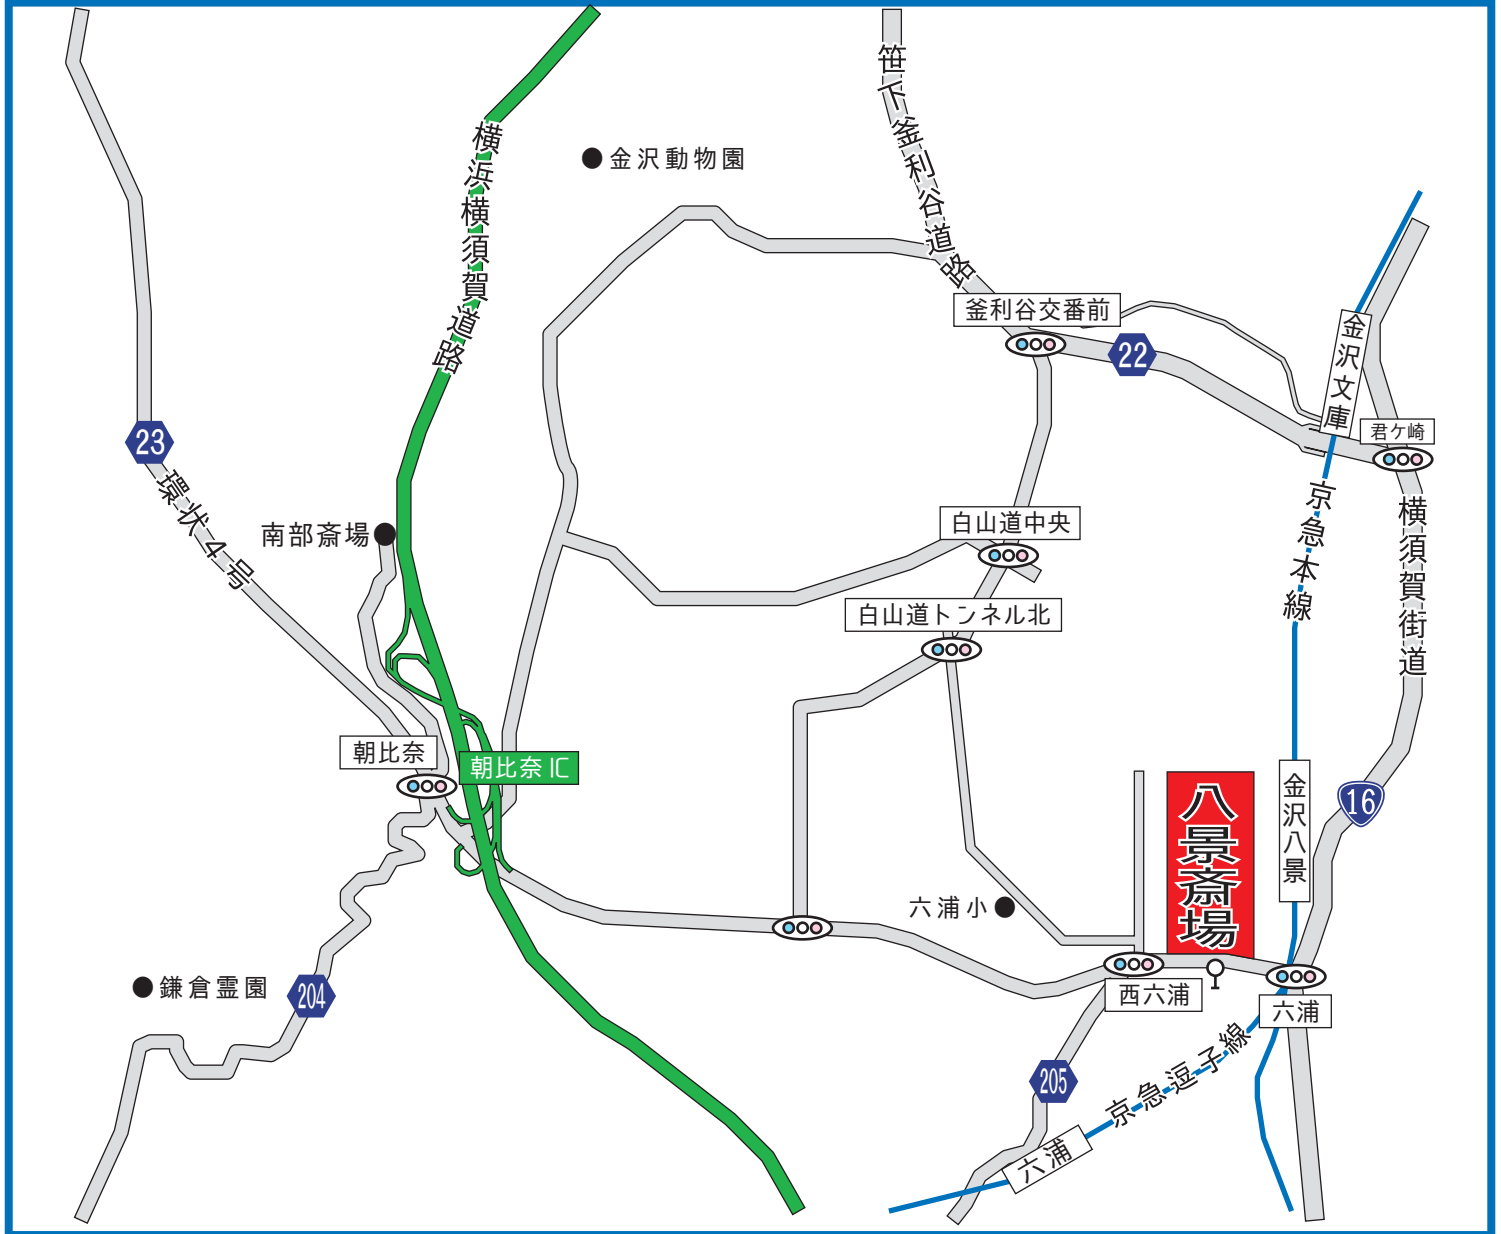 笹下釜利谷道路
横浜横須賀道路
金沢動物園
釜利谷交番前
22
金沢文庫
君ケ崎
23
環状4号
南部斎場
京急本線
横須賀街道
白山道中央
白山道トンネル北
朝比奈
朝比奈IC
八景斎場
金沢八景
16
六浦小
鎌倉霊園
204
西六浦
六浦
205
京急逗子線
六浦